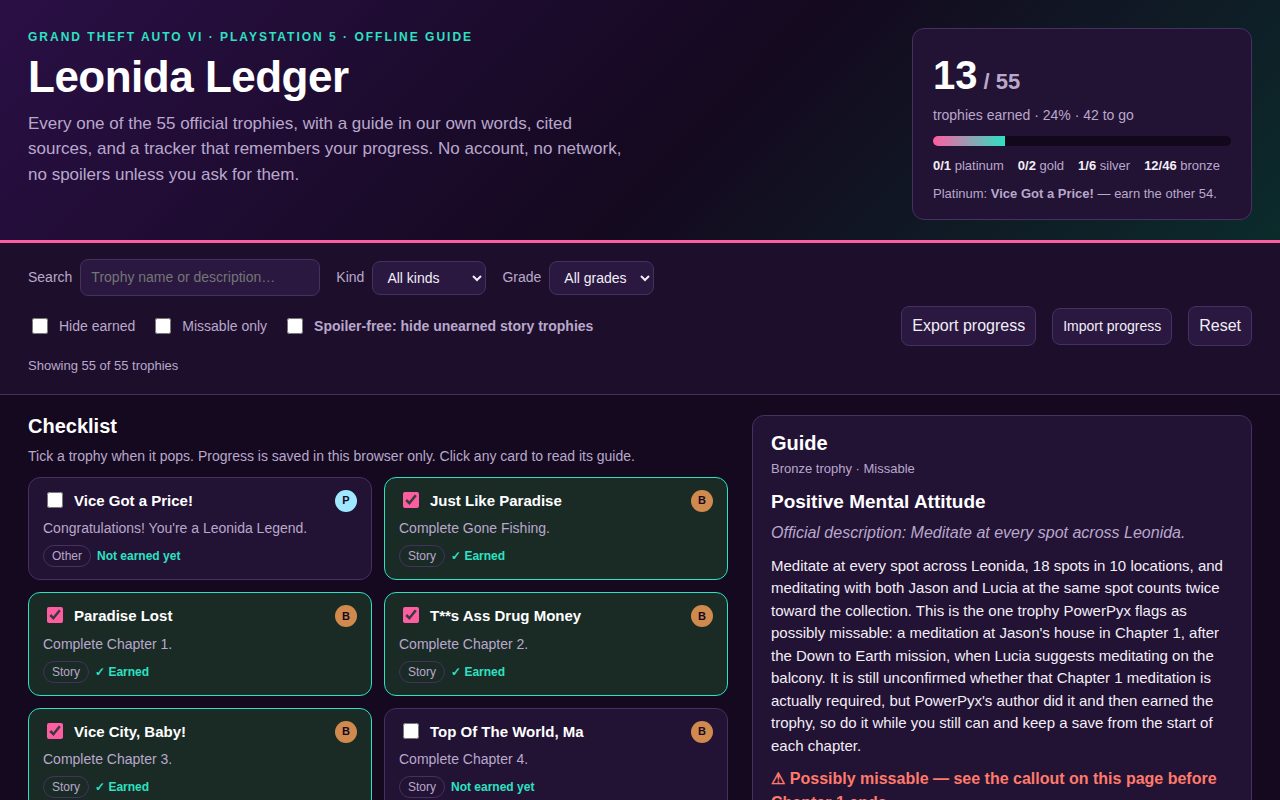 GRAND THEFT AUTO VI · PLAYSTATION 5 · OFFLINE GUIDE
Leonida Ledger
Every one of the 55 official trophies, with a guide in our own words, cited
sources, and a tracker that remembers your progress. No account, no network,
no spoilers unless you ask for them.
13 / 55
trophies earned · 24% · 42 to go
0/1 platinum 0/2 gold 1/6 silver 12/46 bronze
Platinum: Vice Got a Price! — earn the other 54.
Search Trophy name or description… Kind All kinds Grade All grades
Hide earned Missable only Spoiler-free: hide unearned story trophies Export progress Import progress Reset
Showing 55 of 55 trophies
Checklist
Tick a trophy when it pops. Progress is saved in this browser only. Click any card to read its guide.
Vice Got a Price! P
Congratulations! You're a Leonida Legend.
Other Not earned yet
Just Like Paradise B
Complete Gone Fishing.
Story ✓ Earned
Paradise Lost B
Complete Chapter 1.
Story ✓ Earned
T**s Ass Drug Money B
Complete Chapter 2.
Story ✓ Earned
Vice City, Baby! B
Complete Chapter 3.
Story ✓ Earned
Top Of The World, Ma B
Complete Chapter 4.
Story Not earned yet
Guide
Bronze trophy · Missable
Positive Mental Attitude
Official description: Meditate at every spot across Leonida.
Meditate at every spot across Leonida, 18 spots in 10 locations, and
meditating with both Jason and Lucia at the same spot counts twice
toward the collection. This is the one trophy PowerPyx flags as
possibly missable: a meditation at Jason's house in Chapter 1, after
the Down to Earth mission, when Lucia suggests meditating on the
balcony. It is still unconfirmed whether that Chapter 1 meditation is
actually required, but PowerPyx's author did it and then earned the
trophy, so do it while you still can and keep a save from the start of
each chapter.
⚠ Possibly missable — see the callout on this page before
Chapter 1 ends.